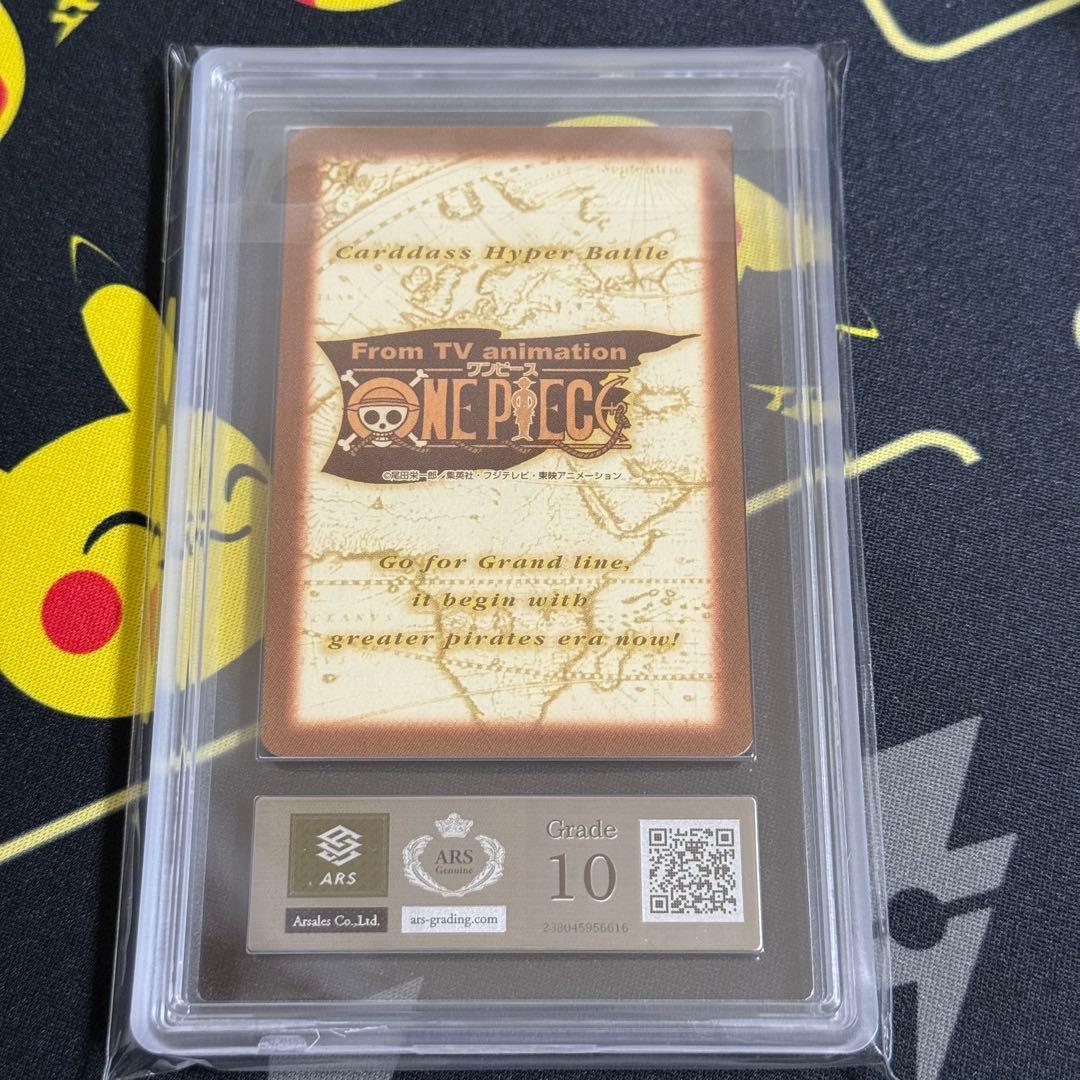 Septentrio
Carddass Hyper Battle
From TV animation
ワンピース
ONE PIECE
©尾田栄一郎／集英社・フジテレビ・東映アニメーション
Go for Grand line,
it begin with
greater pirates era now!
ARS
Arsales Co.,Ltd.
ARS
Genuine
ars-grading.com
Grade
10
238045956616